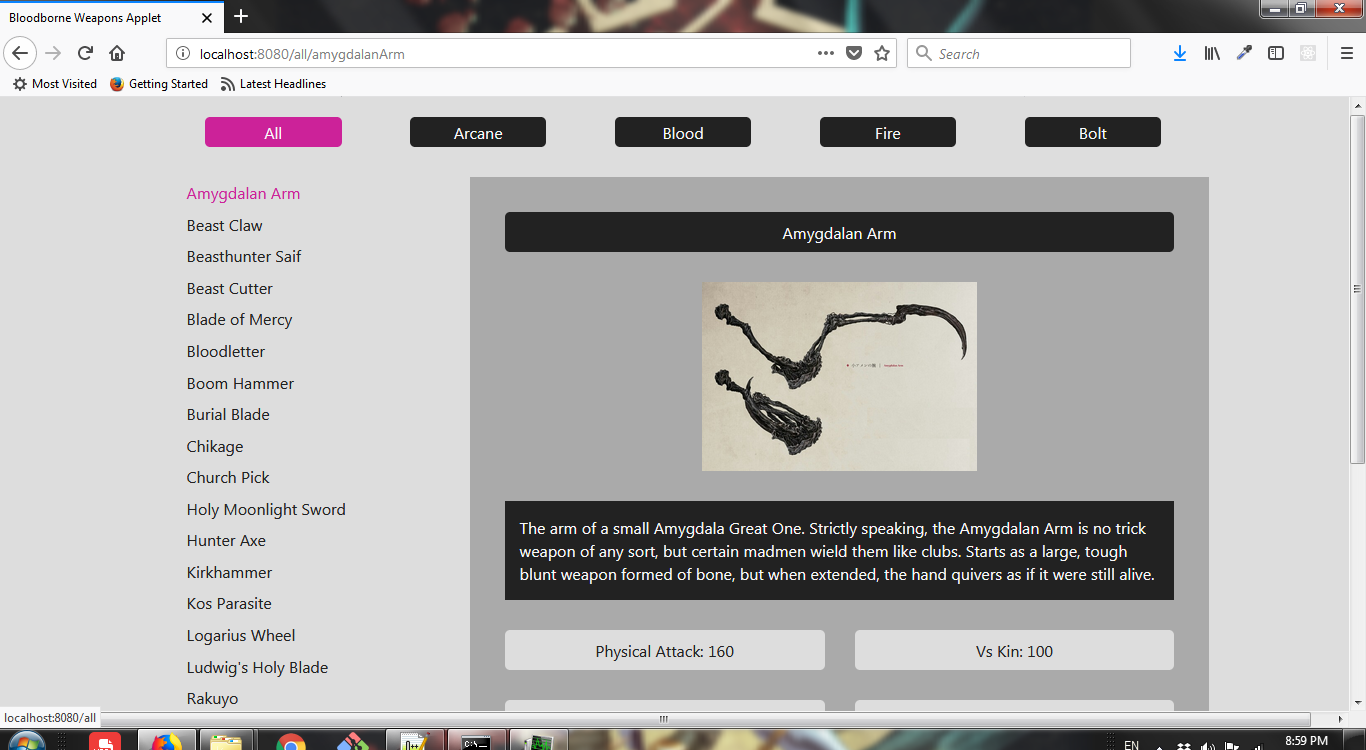 Bloodborne Weapons Applet
localhost:8080/all/amygdalanArm
Search
Most Visited
Getting Started
Latest Headlines
All
Arcane
Blood
Fire
Bolt
Amygdalan Arm
Beast Claw
Beasthunter Saif
Beast Cutter
Blade of Mercy
Bloodletter
Boom Hammer
Burial Blade
Chikage
Church Pick
Holy Moonlight Sword
Hunter Axe
Kirkhammer
Kos Parasite
Logarius Wheel
Ludwig's Holy Blade
Rakuyo
Amygdalan Arm
The arm of a small Amygdala Great One. Strictly speaking, the Amygdalan Arm is no trick
weapon of any sort, but certain madmen wield them like clubs. Starts as a large, tough
blunt weapon formed of bone, but when extended, the hand quivers as if it were still alive.
Physical Attack: 160
Vs Kin: 100
localhost:8080/all
EN
8:59 PM